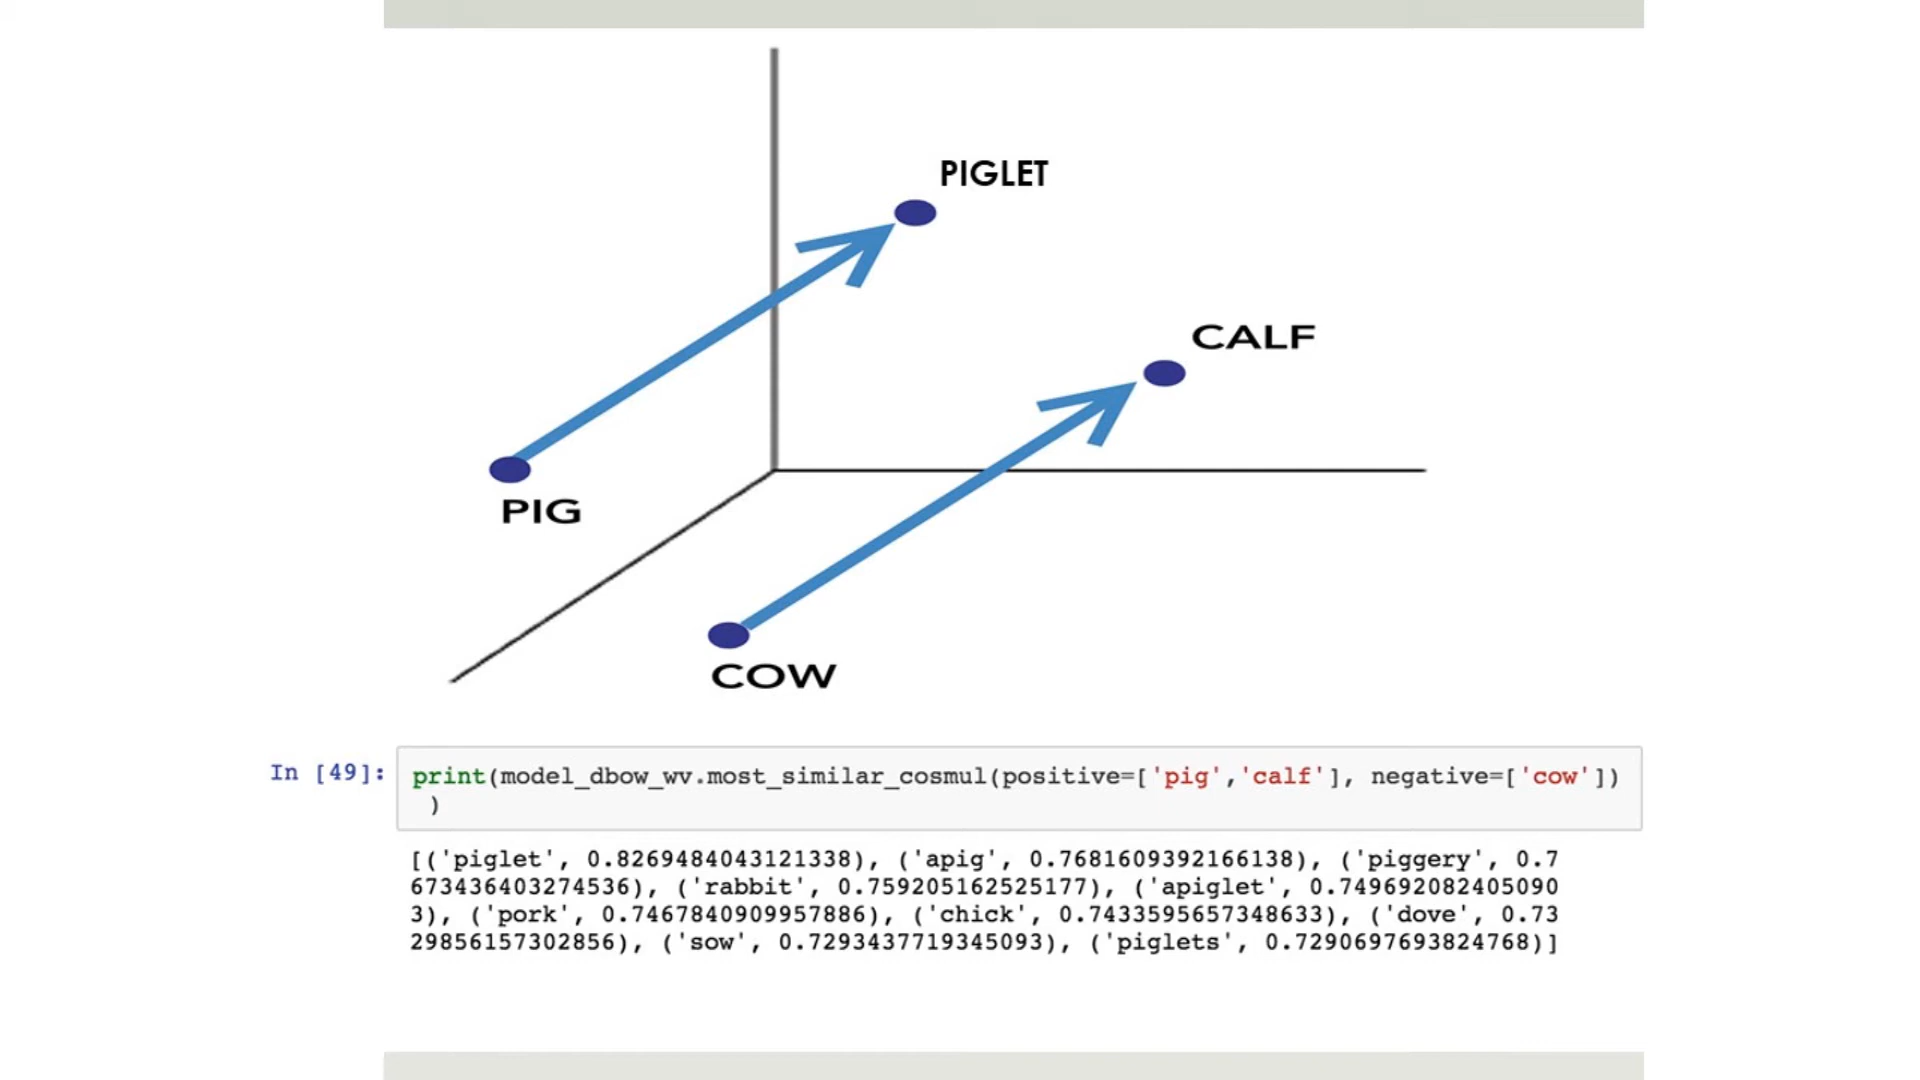 PIGLET
CALF
PIG
COW
In [49]: print(model_dbow_wv.most_similar_cosmul(positive=['pig','calf'], negative=['cow'])
)
[('piglet', 0.8269484043121338), ('apig', 0.7681609392166138), ('piggery', 0.7
673436403274536), ('rabbit', 0.759205162525177), ('apiglet', 0.749692082405090
3), ('pork', 0.7467840909957886), ('chick', 0.7433595657348633), ('dove', 0.73
29856157302856), ('sow', 0.7293437719345093), ('piglets', 0.7290697693824768)]